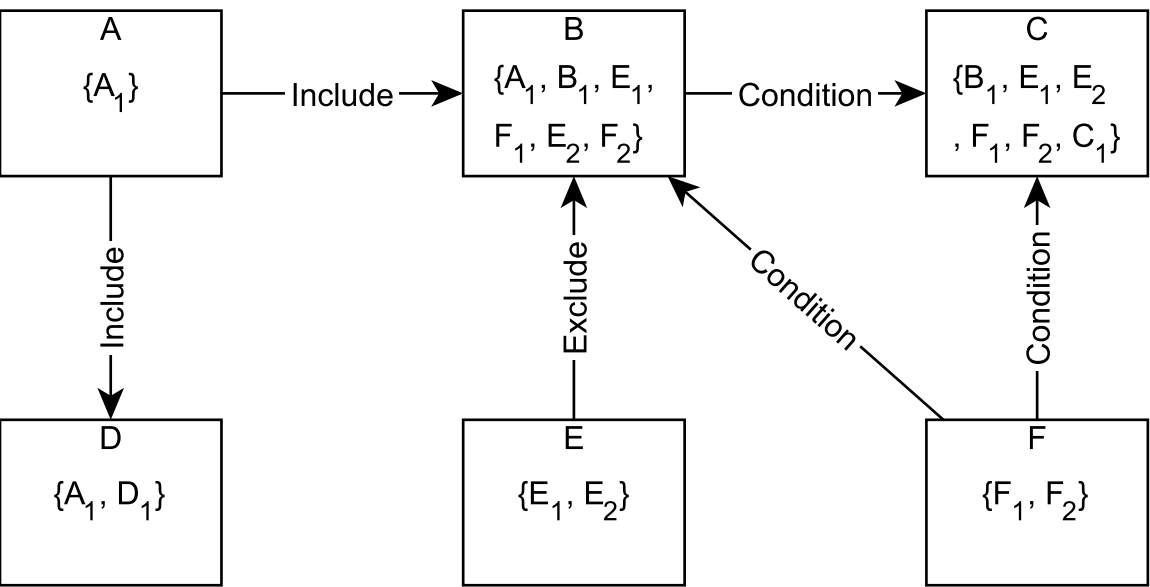 A
{A₁}
Include
B
{A₁, B₁, E₁,
F₁, E₂, F₂}
Condition
C
{B₁, E₁, E₂
, F₁, F₂, C₁}
Include
Exclude
Condition
Condition
D
{A₁, D₁}
E
{E₁, E₂}
F
{F₁, F₂}